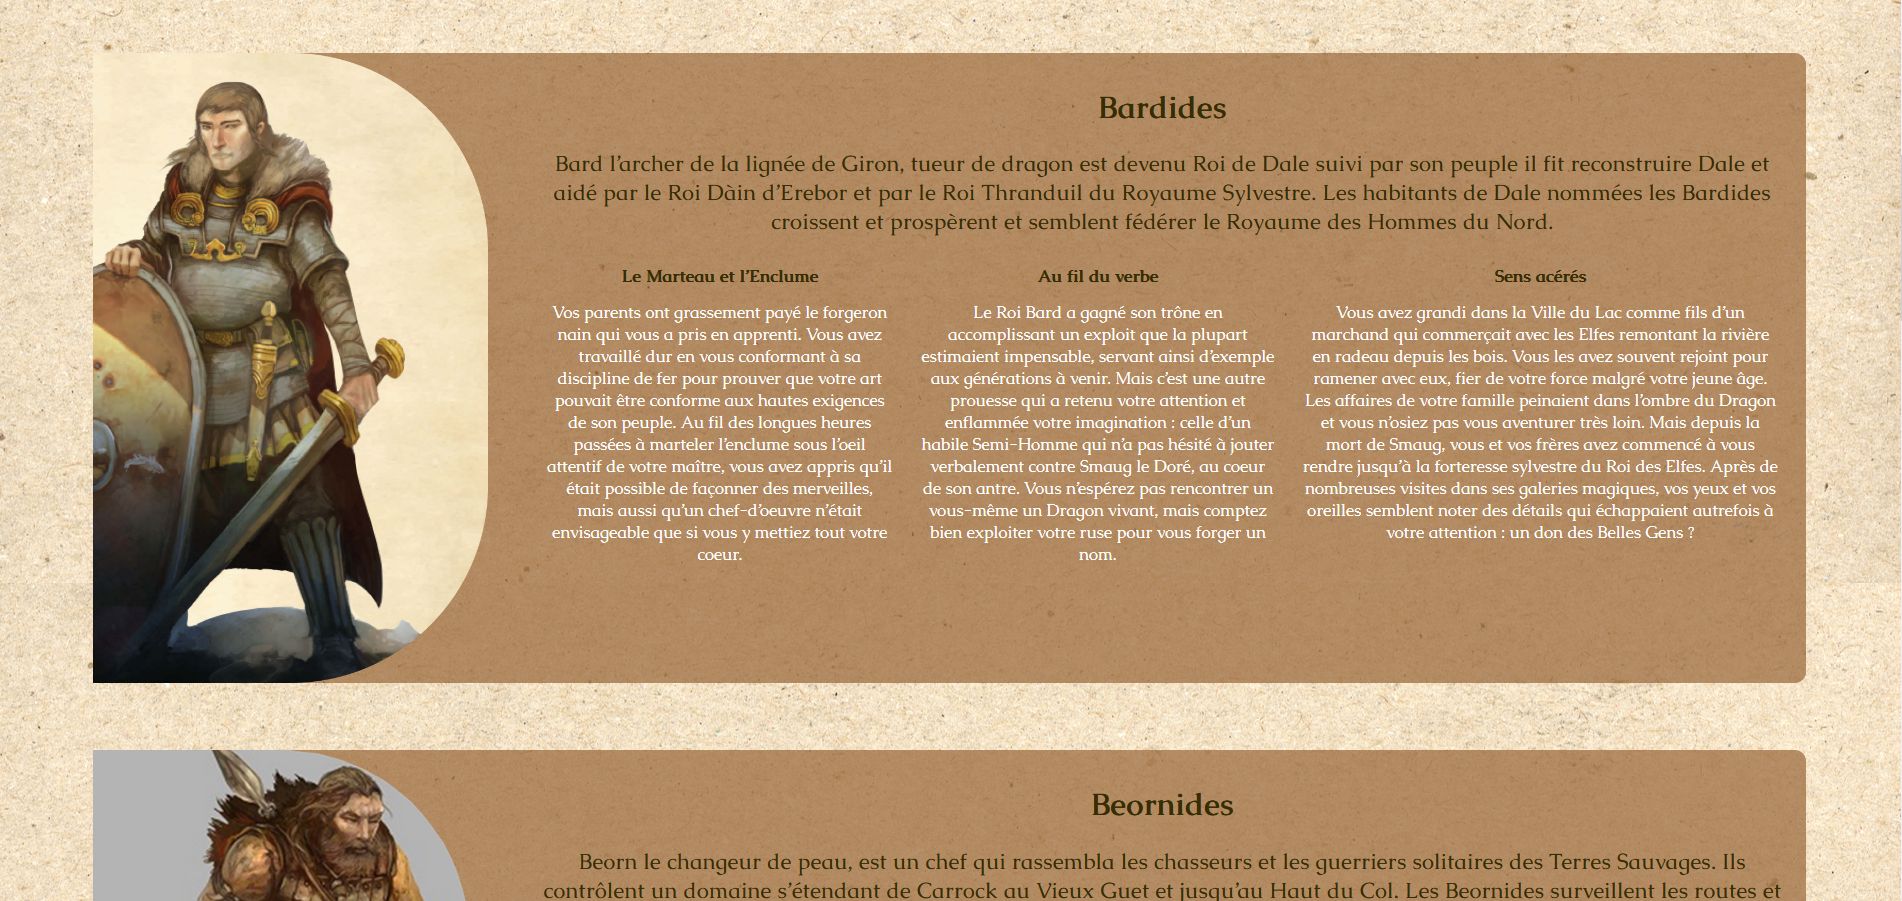 Bardides
Bard l’archer de la lignée de Giron, tueur de dragon est devenu Roi de Dale suivi par son peuple il fit reconstruire Dale et
aidé par le Roi Dàin d’Erebor et par le Roi Thranduil du Royaume Sylvestre. Les habitants de Dale nommées les Bardides
croissent et prospèrent et semblent fédérer le Royaume des Hommes du Nord.
Le Marteau et l’Enclume
Vos parents ont grassement payé le forgeron
nain qui vous a pris en apprenti. Vous avez
travaillé dur en vous conformant à sa
discipline de fer pour prouver que votre art
pouvait être conforme aux hautes exigences
de son peuple. Au fil des longues heures
passées à marteler l’enclume sous l’oeil
attentif de votre maître, vous avez appris qu’il
était possible de façonner des merveilles,
mais aussi qu’un chef-d’oeuvre n’était
envisageable que si vous y mettiez tout votre
coeur.
Au fil du verbe
Le Roi Bard a gagné son trône en
accomplissant un exploit que la plupart
estimaient impensable, servant ainsi d’exemple
aux générations à venir. Mais c’est une autre
prouesse qui a retenu votre attention et
enflammée votre imagination : celle d’un
habile Semi-Homme qui n’a pas hésité à jouter
verbalement contre Smaug le Doré, au coeur
de son antre. Vous n’espérez pas rencontrer un
vous-même un Dragon vivant, mais comptez
bien exploiter votre ruse pour vous forger un
nom.
Sens acérés
Vous avez grandi dans la Ville du Lac comme fils d’un
marchand qui commerçait avec les Elfes remontant la rivière
en radeau depuis les bois. Vous les avez souvent rejoint pour
ramener avec eux, fier de votre force malgré votre jeune âge.
Les affaires de votre famille peinaient dans l’ombre du Dragon
et vous n’osiez pas vous aventurer très loin. Mais depuis la
mort de Smaug, vous et vos frères avez commencé à vous
rendre jusqu’à la forteresse sylvestre du Roi des Elfes. Après de
nombreuses visites dans ses galeries magiques, vos yeux et vos
oreilles semblent noter des détails qui échappaient autrefois à
votre attention : un don des Belles Gens ?
Beornides
Beorn le changeur de peau, est un chef qui rassembla les chasseurs et les guerriers solitaires des Terres Sauvages. Ils
contrôlent un domaine s’étendant de Carrock au Vieux Guet et jusqu’au Haut du Col. Les Beornides surveillent les routes et